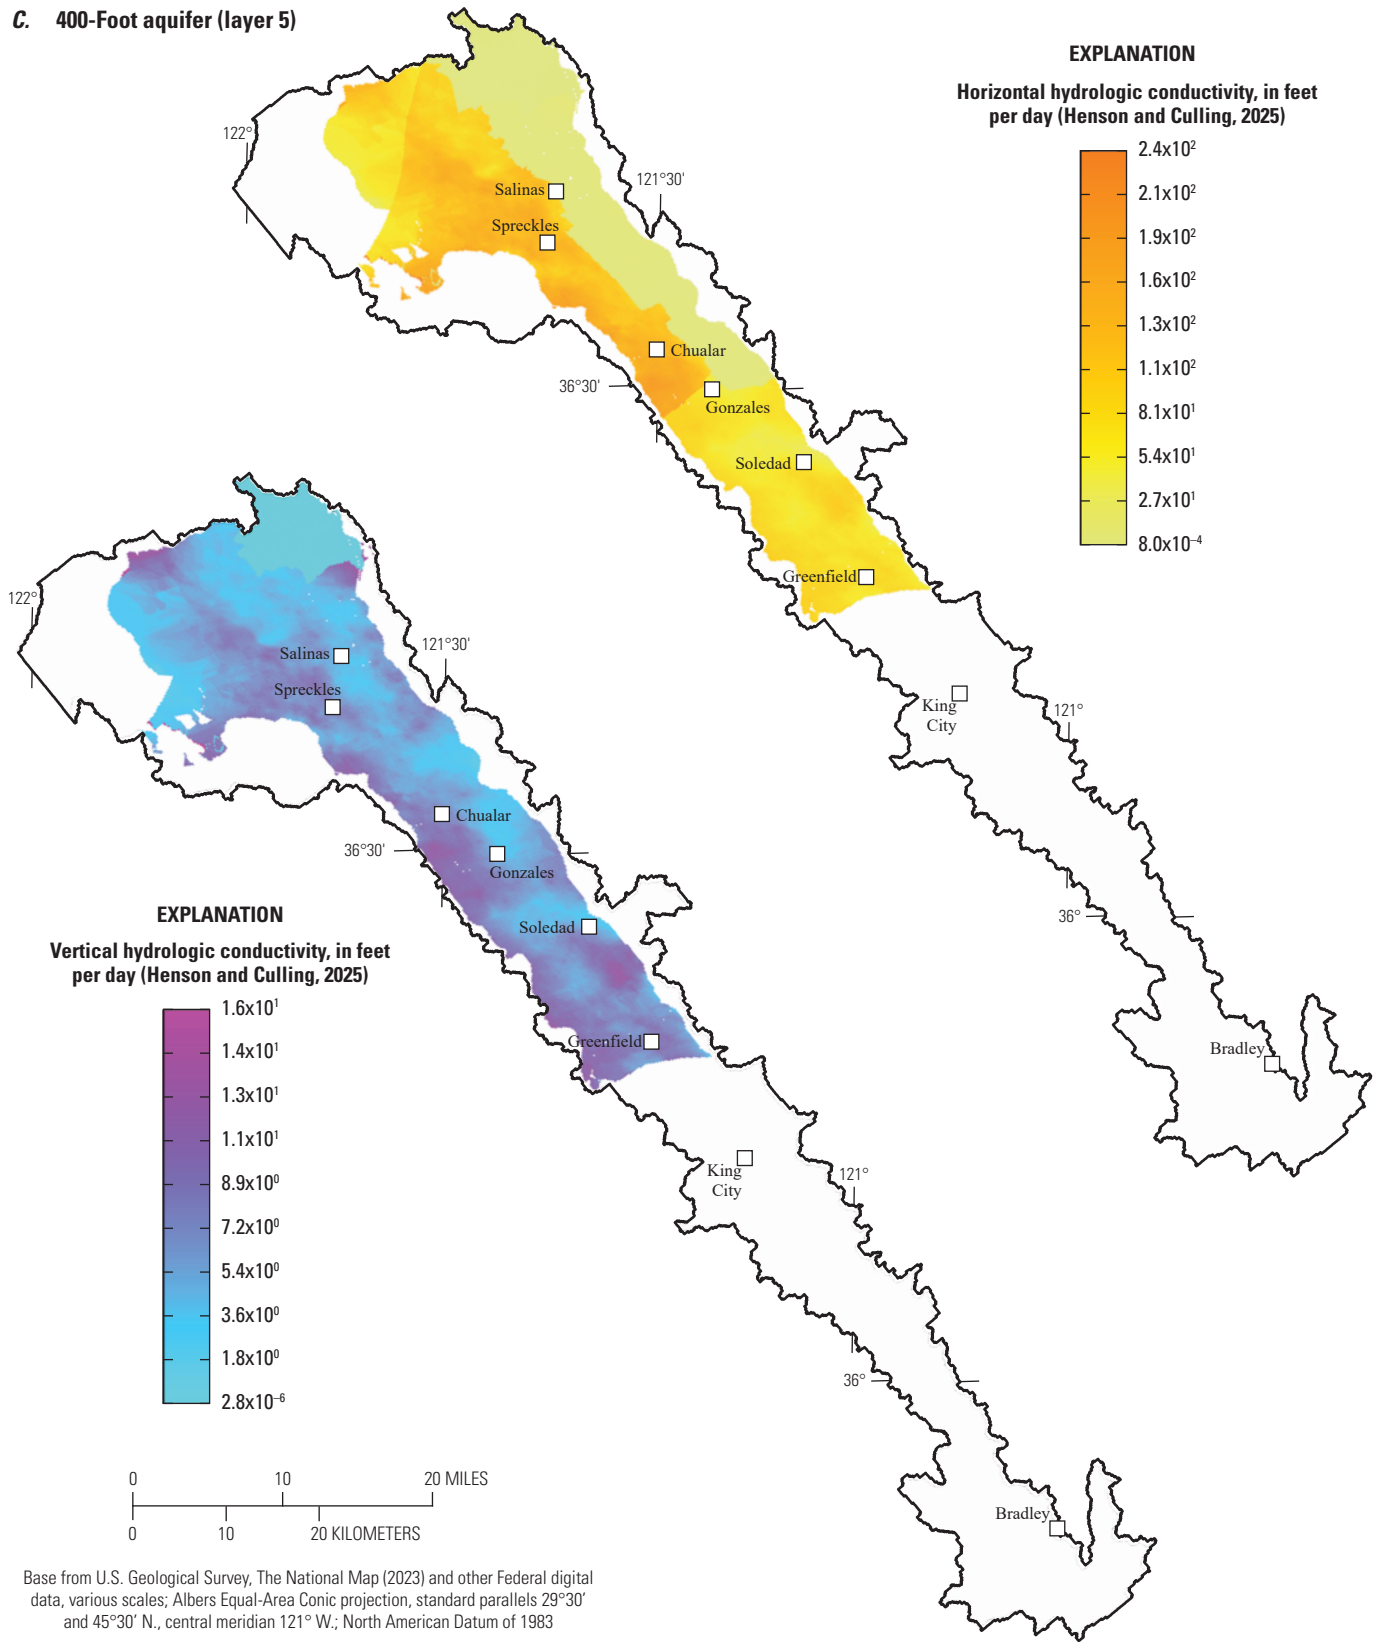 C. 400-Foot aquifer (layer 5)
EXPLANATION
Horizontal hydrologic conductivity, in feet
per day (Henson and Culling, 2025)
2.4x10²
2.1x10²
1.9x10²
1.6x10²
1.3x10²
1.1x10²
8.1x10¹
5.4x10¹
2.7x10¹
8.0x10⁻⁴
122°
121°30'
Salinas
Spreckles
Chualar
36°30'
Gonzales
Soledad
Greenfield
King
City
121°
36°
Bradley
122°
121°30'
Salinas
Spreckles
Chualar
36°30'
Gonzales
Soledad
Greenfield
King
City
121°
36°
Bradley
EXPLANATION
Vertical hydrologic conductivity, in feet
per day (Henson and Culling, 2025)
1.6x10¹
1.4x10¹
1.3x10¹
1.1x10¹
8.9x10⁰
7.2x10⁰
5.4x10⁰
3.6x10⁰
1.8x10⁰
2.8x10⁻⁶
0 10 20 MILES
0 10 20 KILOMETERS
Base from U.S. Geological Survey, The National Map (2023) and other Federal digital
data, various scales; Albers Equal-Area Conic projection, standard parallels 29°30′
and 45°30′ N., central meridian 121° W.; North American Datum of 1983